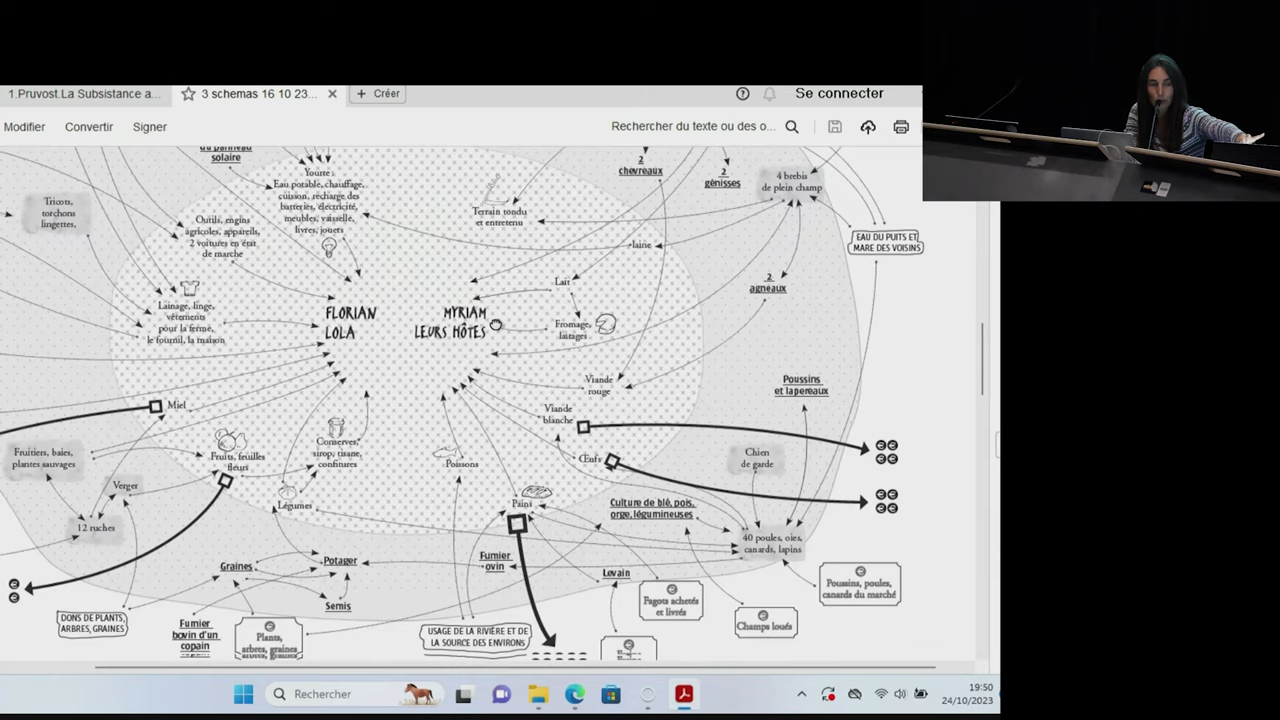 1.Pruvost.La Subsistance a...
3 schemas 16 10 23...
Créer
Se connecter
Modifier
Convertir
Signer
Rechercher du texte ou des o...
du panneau
solaire
Yourte :
Eau potable, chauffage,
cuisson, recharge des
batteries, électricité,
meubles, vaisselle,
livres, jouets
2
chevreaux
2
génisses
4 brebis
de plein champ
Tricots,
torchons
lingettes,
Outils, engins
agricoles, appareils,
2 voitures en état
de marche
Terrain tondu
et entretenu
laine
EAU DU PUITS ET
MARE DES VOISINS
Lait
2
agneaux
Lainage, linge,
vêtements
pour la ferme,
le fournil, la maison
FLORIAN
LOLA
MYRIAM
LEURS HÔTES
Fromage,
laitages
Viande
rouge
Poussins
et lapereaux
Miel
Viande
blanche
Fruitiers, baies,
plantes sauvages
Fruits, feuilles
fleurs
Conserves,
sirop, tisane,
confitures
Poissons
Œufs
Chien
de garde
Verger
Légumes
Pains
Culture de blé, pois,
orge, légumineuses
12 ruches
40 poules, oies,
canards, lapins
Graines
Potager
Fumier
ovin
Levain
Semis
Fagots achetés
et livrés
Poussins, poules,
canards du marché
DONS DE PLANTS,
ARBRES, GRAINES
Fumier
bovin d'un
copain
Plants,
arbres, graines
USAGE DE LA RIVIÈRE ET DE
LA SOURCE DES ENVIRONS
Champs loués
Rechercher
19:50
24/10/2023